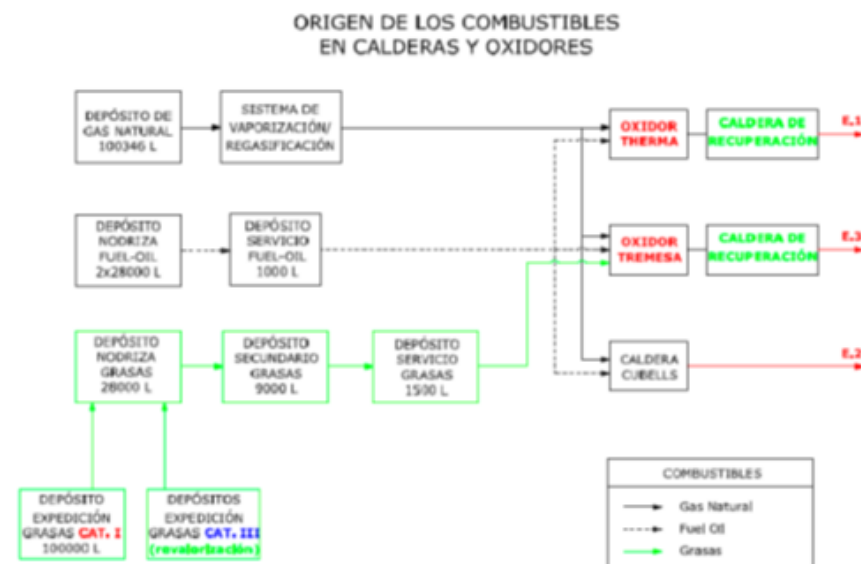 ORIGEN DE LOS COMBUSTIBLES
EN CALDERAS Y OXIDORES
DEPÓSITO DE
GAS NATURAL
100346 L
SISTEMA DE
VAPORIZACIÓN/
REGASIFICACIÓN
OXIDOR
THERMA
CALDERA DE
RECUPERACIÓN
E.1
DEPÓSITO
NODRIZA
FUEL-OIL
2x28000 L
DEPÓSITO
SERVICIO
FUEL-OIL
1000 L
OXIDOR
TREMESA
CALDERA DE
RECUPERACIÓN
E.3
DEPÓSITO
NODRIZA
GRASAS
28000 L
DEPÓSITO
SECUNDARIO
GRASAS
9000 L
DEPÓSITO
SERVICIO
GRASAS
1500 L
CALDERA
CUBELLS
E.2
DEPÓSITO
EXPEDICIÓN
GRASAS CAT. I
100000 L
DEPÓSITOS
EXPEDICIÓN
GRASAS CAT. III
(revalorización)
COMBUSTIBLES
Gas Natural
Fuel Oil
Grasas